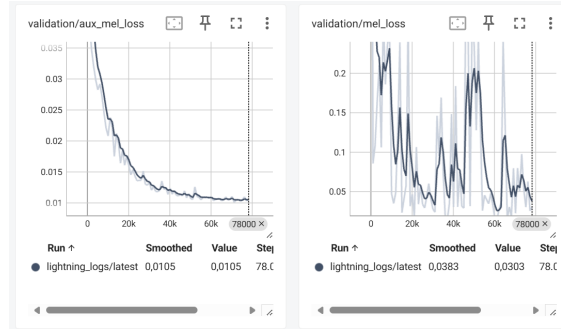 validation/aux_mel_loss
0.035
0.03
0.025
0.02
0.015
0.01
0
20k
40k
60k
78000 ×
Run ↑ Smoothed Value Step
lightning_logs/latest 0,0105 0,0105 78.0
validation/mel_loss
0.2
0.15
0.1
0.05
0
20k
40k
60k
78000 ×
Run ↑ Smoothed Value Step
lightning_logs/latest 0,0383 0,0303 78.0